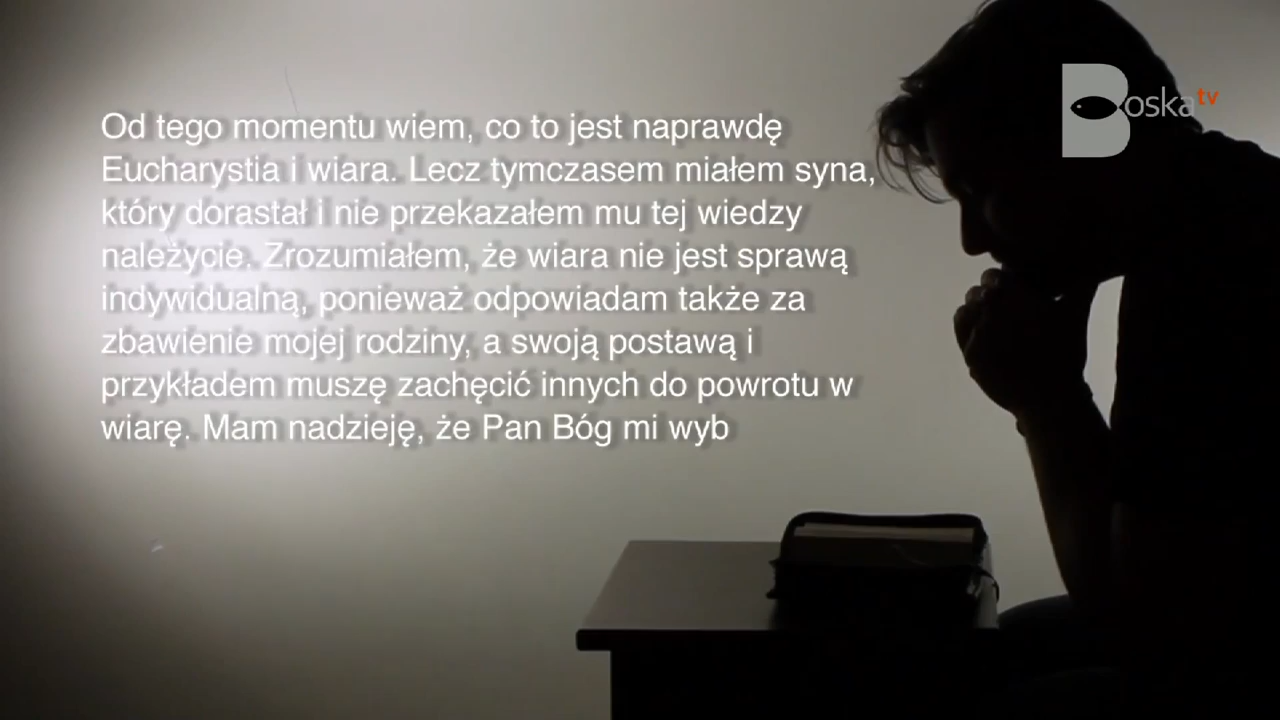 Boska tv
Od tego momentu wiem, co to jest naprawdę
Eucharystia i wiara. Lecz tymczasem miałem syna,
który dorastał i nie przekazałem mu tej wiedzy
należycie. Zrozumiałem, że wiara nie jest sprawą
indywidualną, ponieważ odpowiadam także za
zbawienie mojej rodziny, a swoją postawą i
przykładem muszę zachęcić innych do powrotu w
wiarę. Mam nadzieję, że Pan Bóg mi wyb